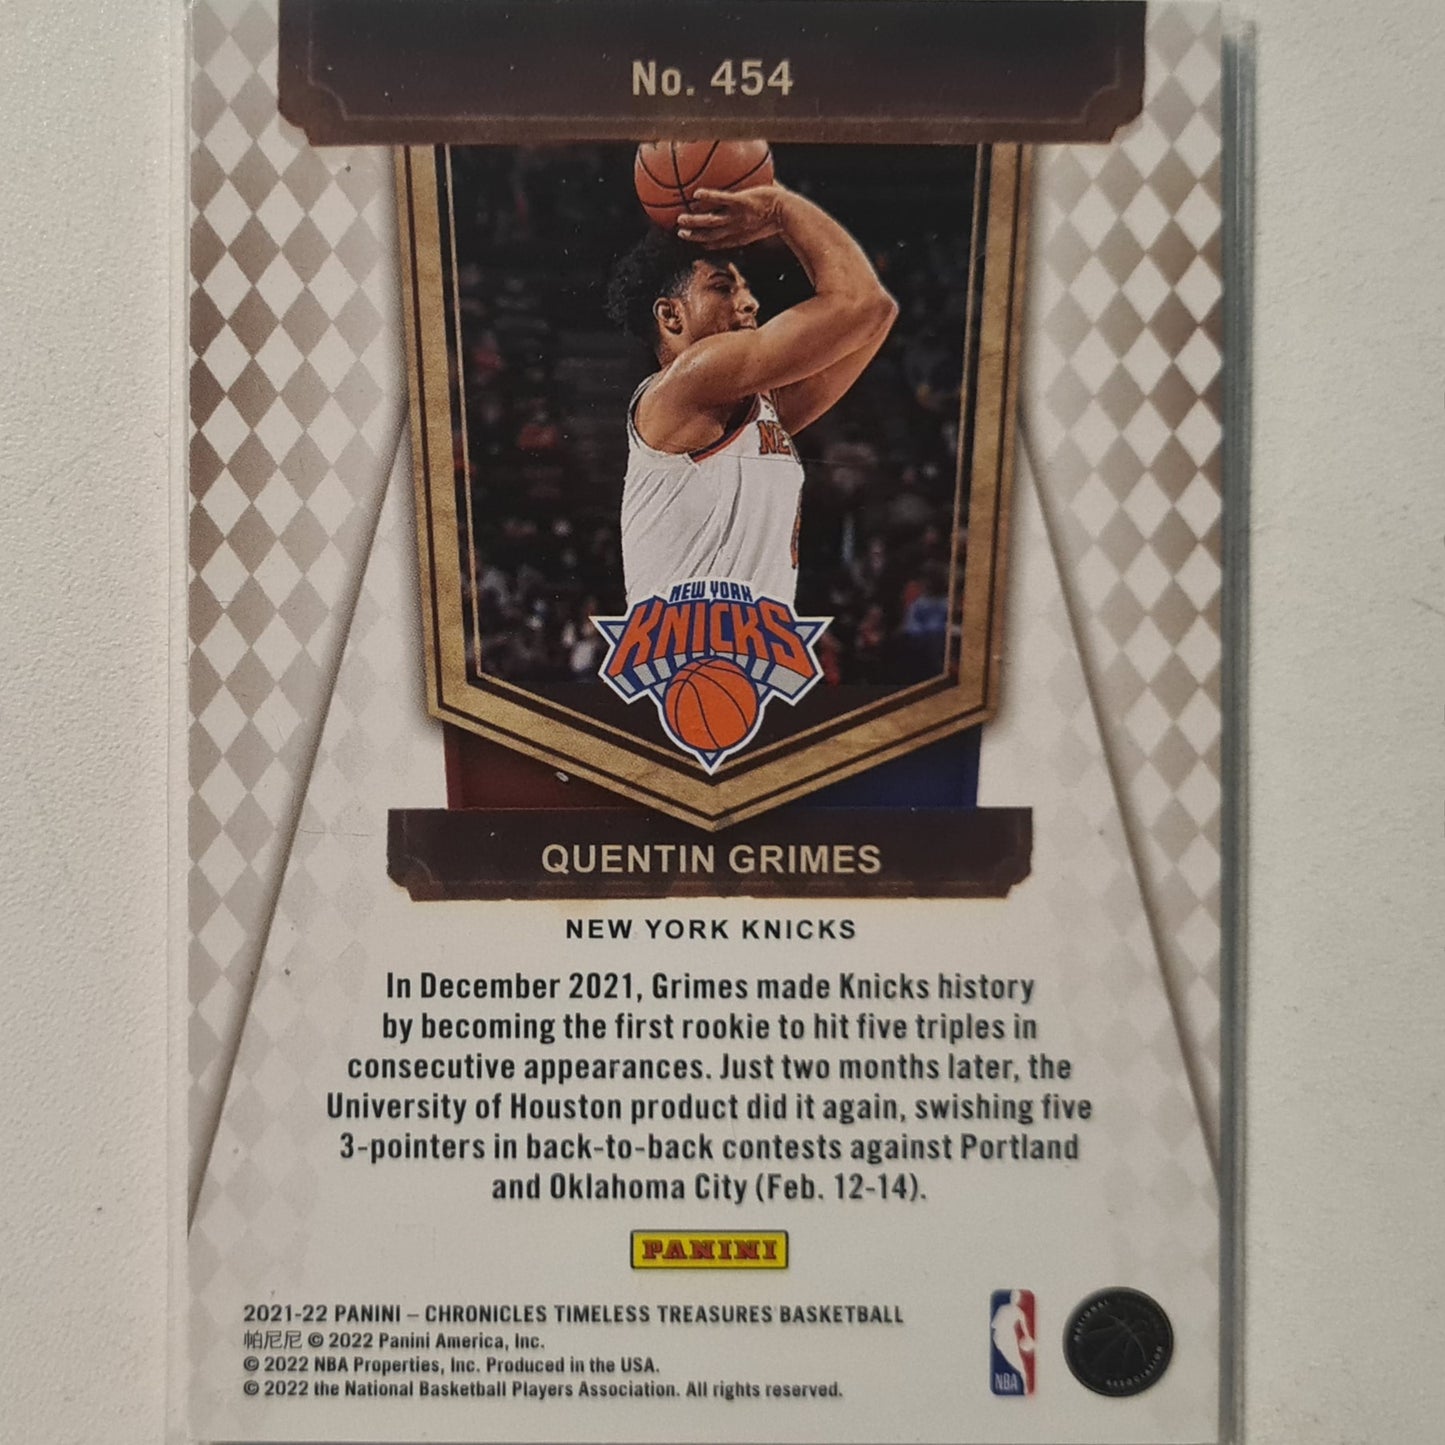 No. 454
NE
NEW YORK
KNICKS
QUENTIN GRIMES
NEW YORK KNICKS
In December 2021, Grimes made Knicks history
by becoming the first rookie to hit five triples in
consecutive appearances. Just two months later, the
University of Houston product did it again, swishing five
3-pointers in back-to-back contests against Portland
and Oklahoma City (Feb. 12-14).
PANINI
2021-22 PANINI – CHRONICLES TIMELESS TREASURES BASKETBALL
帕尼尼 © 2022 Panini America, Inc.
© 2022 NBA Properties, Inc. Produced in the USA.
© 2022 the National Basketball Players Association. All rights reserved.
NBA
NATIONAL
ASSOCIATION